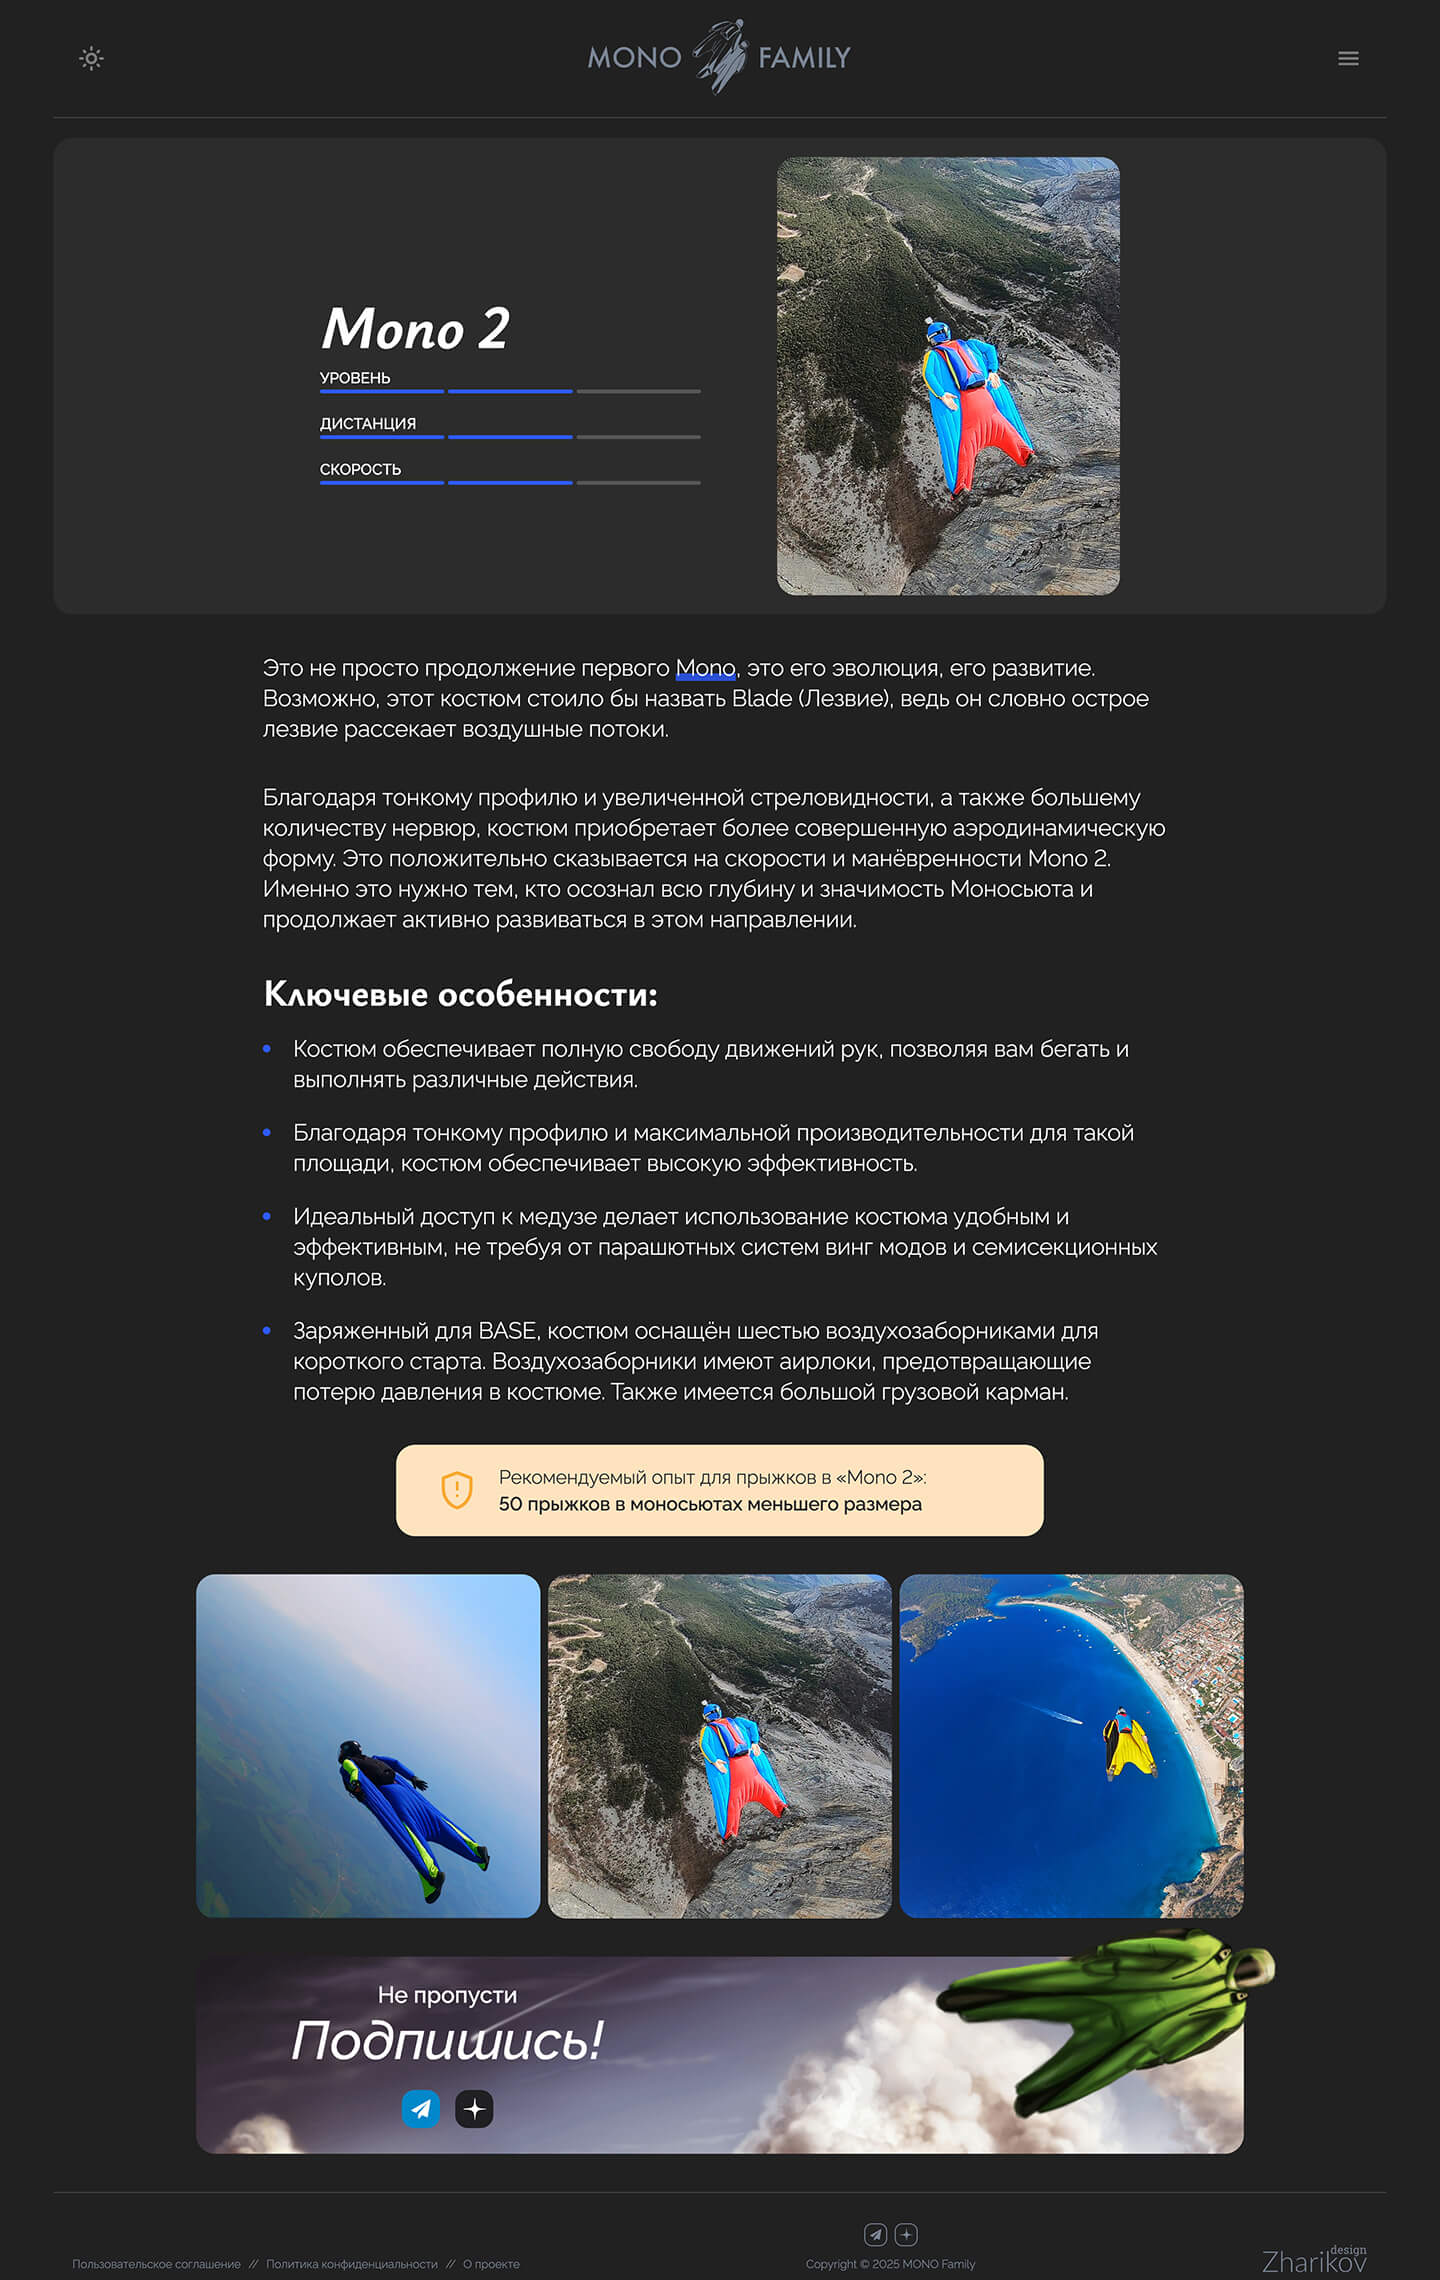 MONO FAMILY
Mono 2
УРОВЕНЬ
ДИСТАНЦИЯ
СКОРОСТЬ
Это не просто продолжение первого Mono, это его эволюция, его развитие.
Возможно, этот костюм стоило бы назвать Blade (Лезвие), ведь он словно острое
лезвие рассекает воздушные потоки.
Благодаря тонкому профилю и увеличенной стреловидности, а также большему
количеству нервюр, костюм приобретает более совершенную аэродинамическую
форму. Это положительно сказывается на скорости и манёвренности Mono 2.
Именно это нужно тем, кто осознал всю глубину и значимость Моносьюта и
продолжает активно развиваться в этом направлении.
Ключевые особенности:
Костюм обеспечивает полную свободу движений рук, позволяя вам бегать и
выполнять различные действия.
Благодаря тонкому профилю и максимальной производительности для такой
площади, костюм обеспечивает высокую эффективность.
Идеальный доступ к медузе делает использование костюма удобным и
эффективным, не требуя от парашютных систем винг модов и семисекционных
куполов.
Заряженный для BASE, костюм оснащён шестью воздухозаборниками для
короткого старта. Воздухозаборники имеют аирлоки, предотвращающие
потерю давления в костюме. Также имеется большой грузовой карман.
Рекомендуемый опыт для прыжков в «Mono 2»:
50 прыжков в моносьютах меньшего размера
Не пропусти
Подпишись!
Пользовательское соглашение // Политика конфиденциальности // О проекте
Copyright © 2025 MONO Family
design
Zharikov